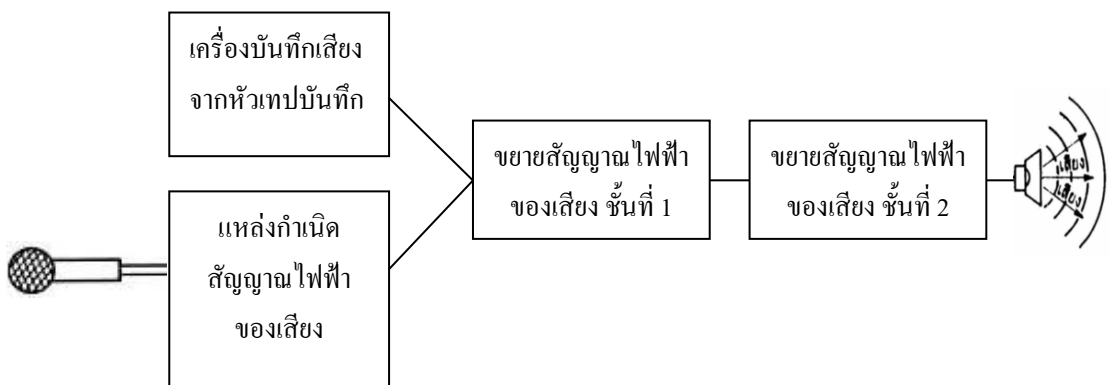 เครื่องบันทึกเสียง
จากหัวเทปบันทึก
แหล่งกำเนิด
สัญญาณไฟฟ้า
ของเสียง
ขยายสัญญาณไฟฟ้า
ของเสียง ชั้นที่ 1
ขยายสัญญาณไฟฟ้า
ของเสียง ชั้นที่ 2
เสียง
เสียง